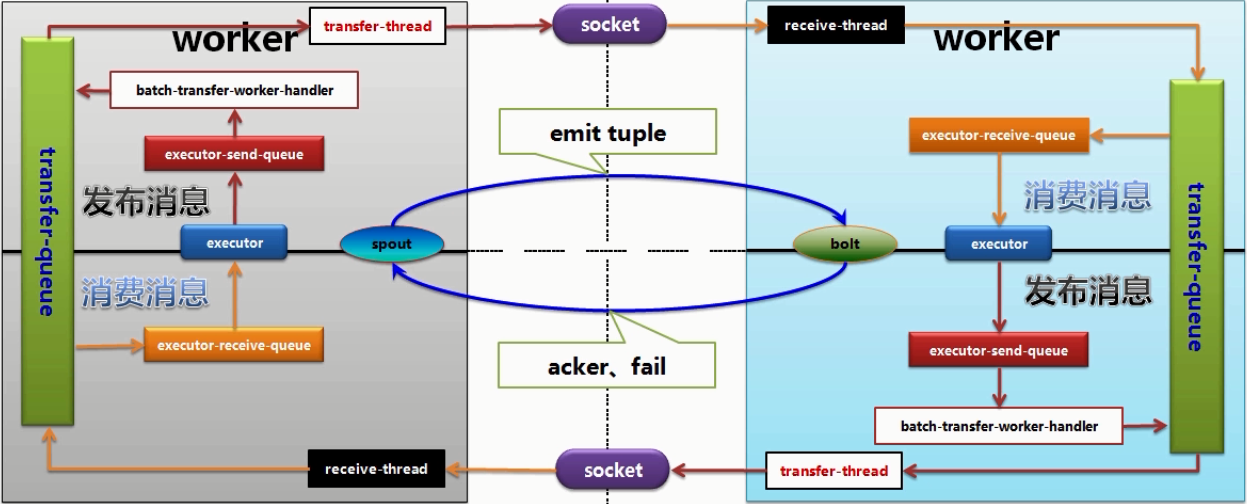 worker
transfer-thread
socket
receive-thread
worker
batch-transfer-worker-handler
executor-send-queue
发布消息
executor
消费消息
executor-receive-queue
transfer-queue
spout
emit tuple
bolt
acker、fail
executor-receive-queue
消费消息
executor
发布消息
executor-send-queue
batch-transfer-worker-handler
transfer-queue
receive-thread
socket
transfer-thread